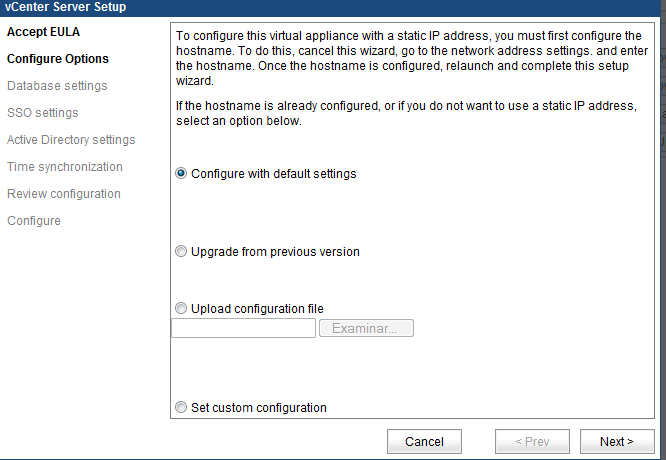 vCenter Server Setup
Accept EULA
Configure Options
Database settings
SSO settings
Active Directory settings
Time synchronization
Review configuration
Configure
To configure this virtual appliance with a static IP address, you must first configure the
hostname. To do this, cancel this wizard, go to the network address settings. and enter
the hostname. Once the hostname is configured, relaunch and complete this setup
wizard.
If the hostname is already configured, or if you do not want to use a static IP address,
select an option below.
Configure with default settings
Upgrade from previous version
Upload configuration file
Examinar...
Set custom configuration
Cancel
< Prev
Next >